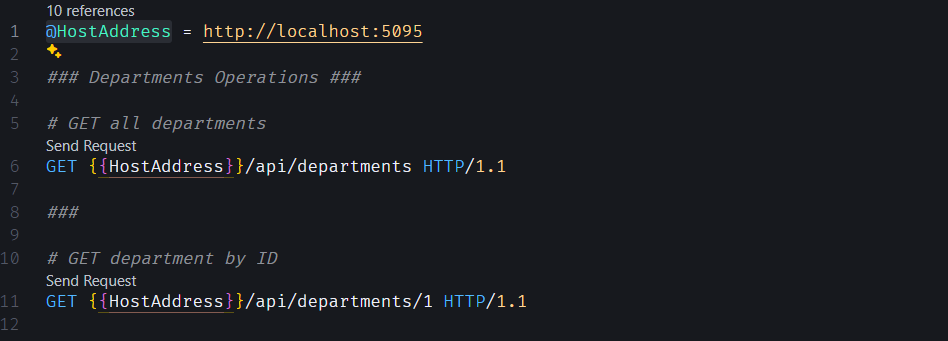 10 references
1 @HostAddress = http://localhost:5095
2
3 ### Departments Operations ###
4
5 # GET all departments
Send Request
6 GET {{HostAddress}}/api/departments HTTP/1.1
7
8 ###
9
10 # GET department by ID
Send Request
11 GET {{HostAddress}}/api/departments/1 HTTP/1.1
12